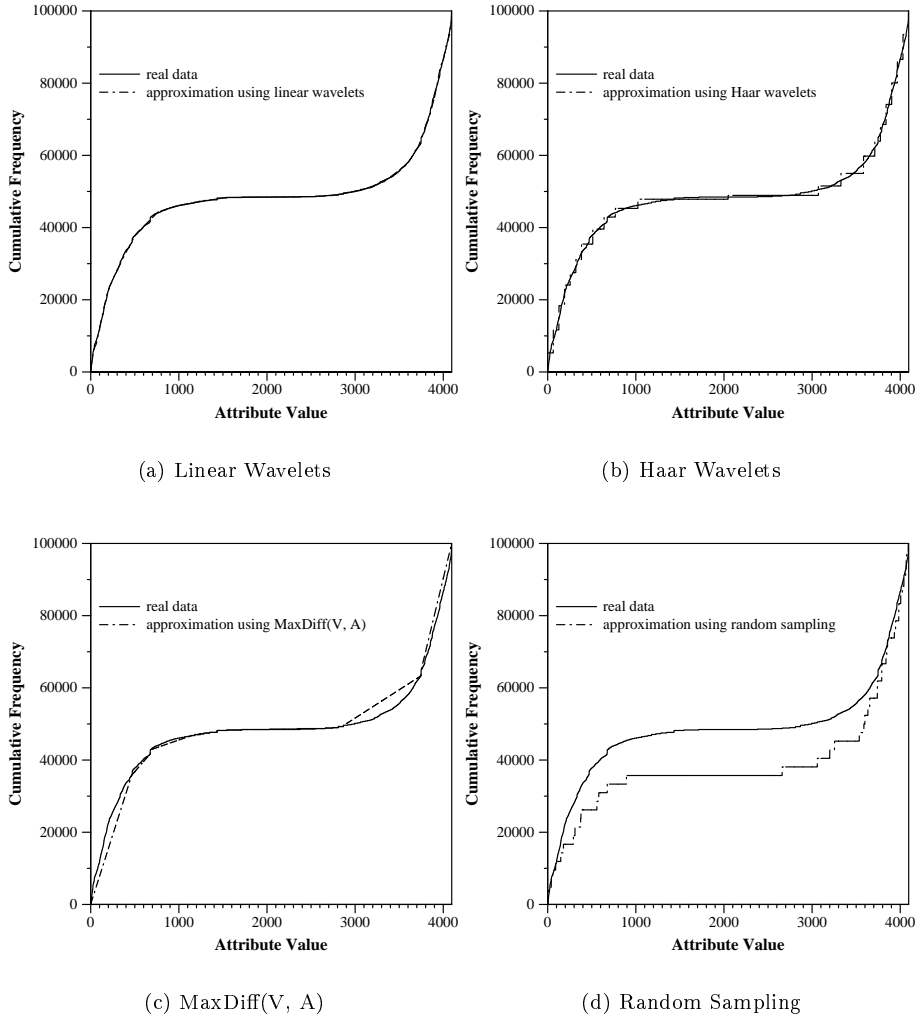 100000
80000
60000
40000
20000
0
Cumulative Frequency
real data
approximation using linear wavelets
0 1000 2000 3000 4000
Attribute Value
(a) Linear Wavelets
100000
80000
60000
40000
20000
0
Cumulative Frequency
real data
approximation using Haar wavelets
0 1000 2000 3000 4000
Attribute Value
(b) Haar Wavelets
100000
80000
60000
40000
20000
0
Cumulative Frequency
real data
approximation using MaxDiff(V, A)
0 1000 2000 3000 4000
Attribute Value
(c) MaxDiff(V, A)
100000
80000
60000
40000
20000
0
Cumulative Frequency
real data
approximation using random sampling
0 1000 2000 3000 4000
Attribute Value
(d) Random Sampling